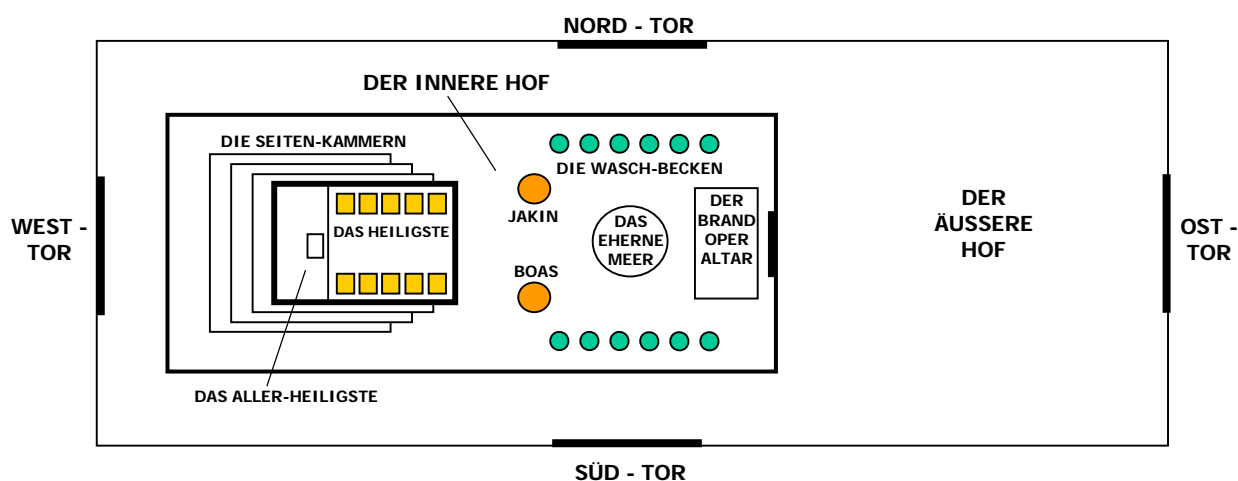 NORD - TOR
DER INNERE HOF
DIE SEITEN-KAMMERN
DIE WASCH-BECKEN
JAKIN
DAS HEILIGSTE
DAS
EHERNE
MEER
DER
BRAND
OPER
ALTAR
DER
ÄUSSERE
HOF
WEST -
TOR
OST -
TOR
BOAS
DAS ALLER-HEILIGSTE
SÜD - TOR